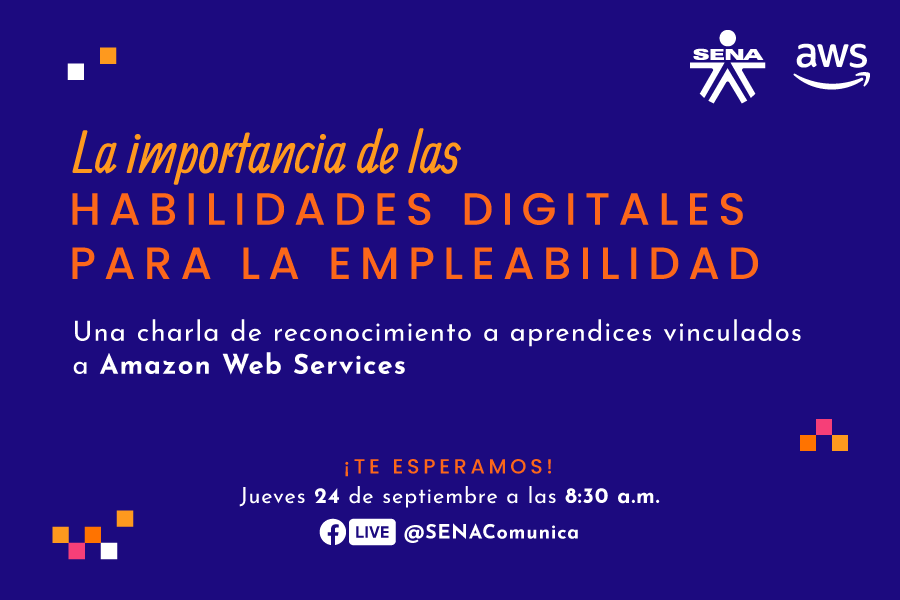 SENA
aws
La importancia de las
HABILIDADES DIGITALES
PARA LA EMPLEABILIDAD
Una charla de reconocimiento a aprendices vinculados
a Amazon Web Services
¡TE ESPERAMOS!
Jueves 24 de septiembre a las 8:30 a.m.
f LIVE @SENAComunica